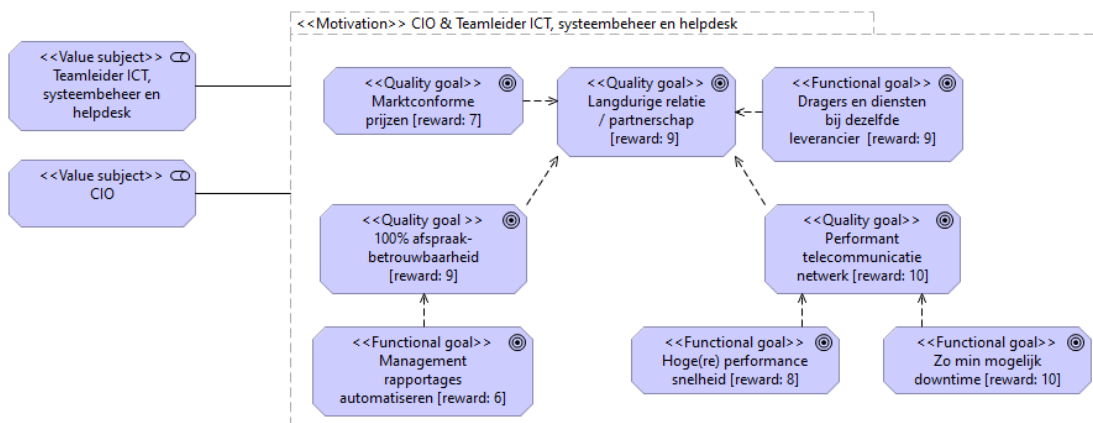 <<Motivation>> CIO & Teamleider ICT, systeembeheer en helpdesk
<<Value subject>>
Teamleider ICT,
systeembeheer en
helpdesk
<<Value subject>>
CIO
<<Quality goal>>
Marktconforme
prijzen [reward: 7]
<<Quality goal>>
Langdurige relatie
/ partnerschap
[reward: 9]
<<Functional goal>>
Dragers en diensten
bij dezelfde
leverancier [reward: 9]
<<Quality goal >>
100% afspraak-
betrouwbaarheid
[reward: 9]
<<Quality goal>>
Performant
telecommunicatie
netwerk [reward: 10]
<<Functional goal>>
Management
rapportages
automatiseren [reward: 6]
<<Functional goal>>
Hoge(re) performance
snelheid [reward: 8]
<<Functional goal>>
Zo min mogelijk
downtime [reward: 10]